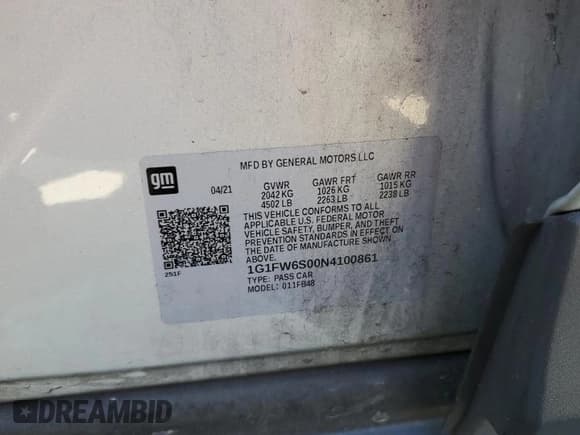 gm
MFD BY GENERAL MOTORS LLC
04/21
GVWR GAWR FRT GAWR RR
2042 KG 1026 KG 1015 KG
4502 LB 2263 LB 2238 LB
THIS VEHICLE CONFORMS TO ALL
APPLICABLE U.S. FEDERAL MOTOR
VEHICLE SAFETY, BUMPER, AND THEFT
PREVENTION STANDARDS IN EFFECT
ON THE DATE OF MANUFACTURE SHOWN
ABOVE.
251F
1G1FW6S00N4100861
TYPE: PASS CAR
MODEL: 011FB48
DREAMBID